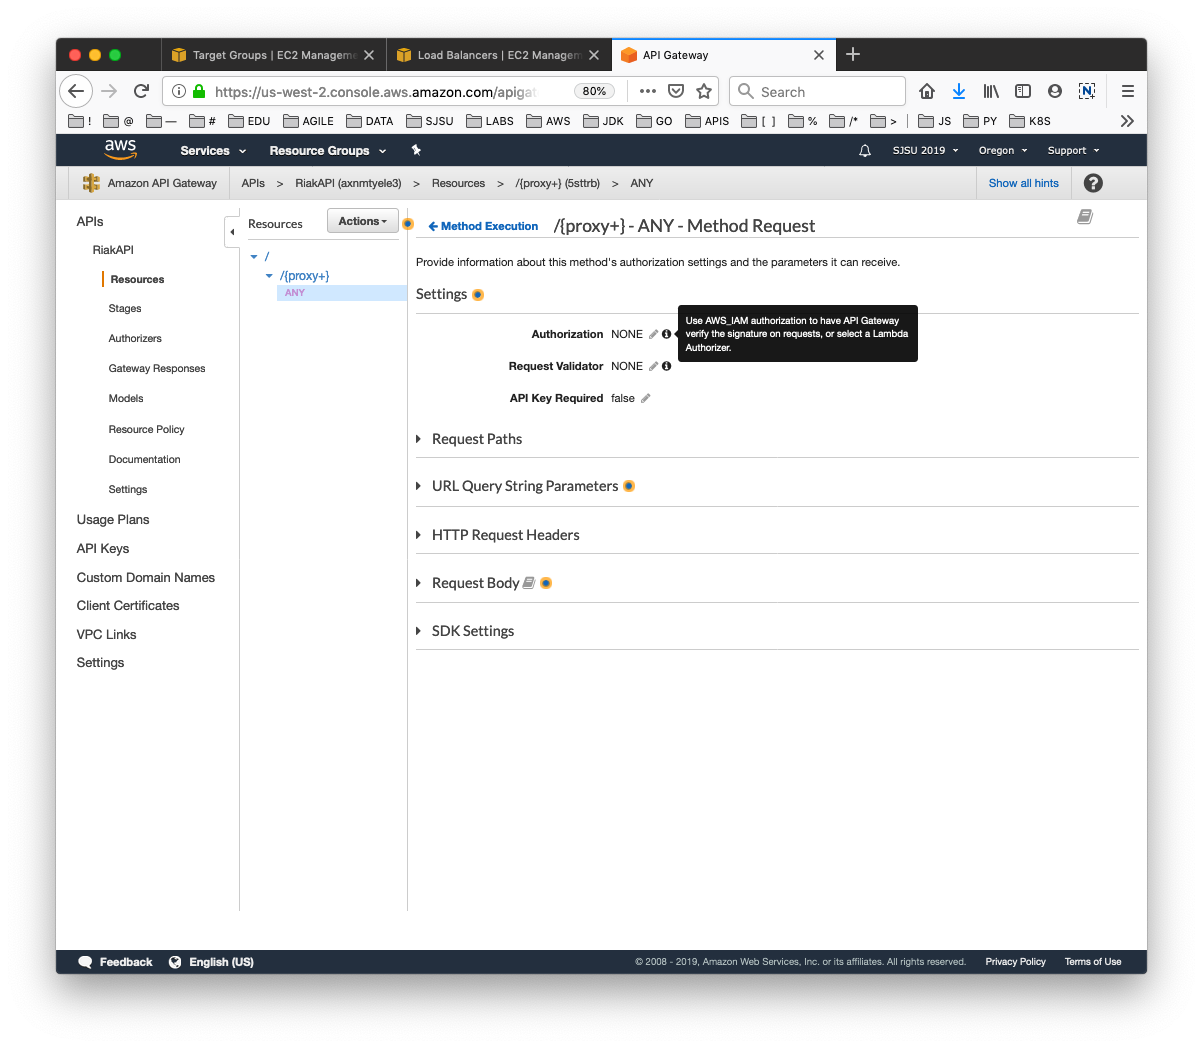 Target Groups | EC2 Manageme
Load Balancers | EC2 Managem
API Gateway
https://us-west-2.console.aws.amazon.com/apigat
80%
Search
!
@
—
#
EDU
AGILE
DATA
SJSU
LABS
AWS
JDK
GO
APIS
[ ]
%
/*
>
JS
PY
K8S
aws
Services
Resource Groups
SJSU 2019
Oregon
Support
Amazon API Gateway
APIs > RiakAPI (axnmtyele3) > Resources > /{proxy+} (5sttrb) > ANY
Show all hints
APIs
RiakAPI
Resources
Stages
Authorizers
Gateway Responses
Models
Resource Policy
Documentation
Settings
Usage Plans
API Keys
Custom Domain Names
Client Certificates
VPC Links
Settings
Resources
Actions
/
/{proxy+}
ANY
Method Execution
/{proxy+} - ANY - Method Request
Provide information about this method's authorization settings and the parameters it can receive.
Settings
Authorization NONE
Use AWS_IAM authorization to have API Gateway
verify the signature on requests, or select a Lambda
Authorizer.
Request Validator NONE
API Key Required false
Request Paths
URL Query String Parameters
HTTP Request Headers
Request Body
SDK Settings
Feedback
English (US)
© 2008 - 2019, Amazon Web Services, Inc. or its affiliates. All rights reserved.
Privacy Policy
Terms of Use